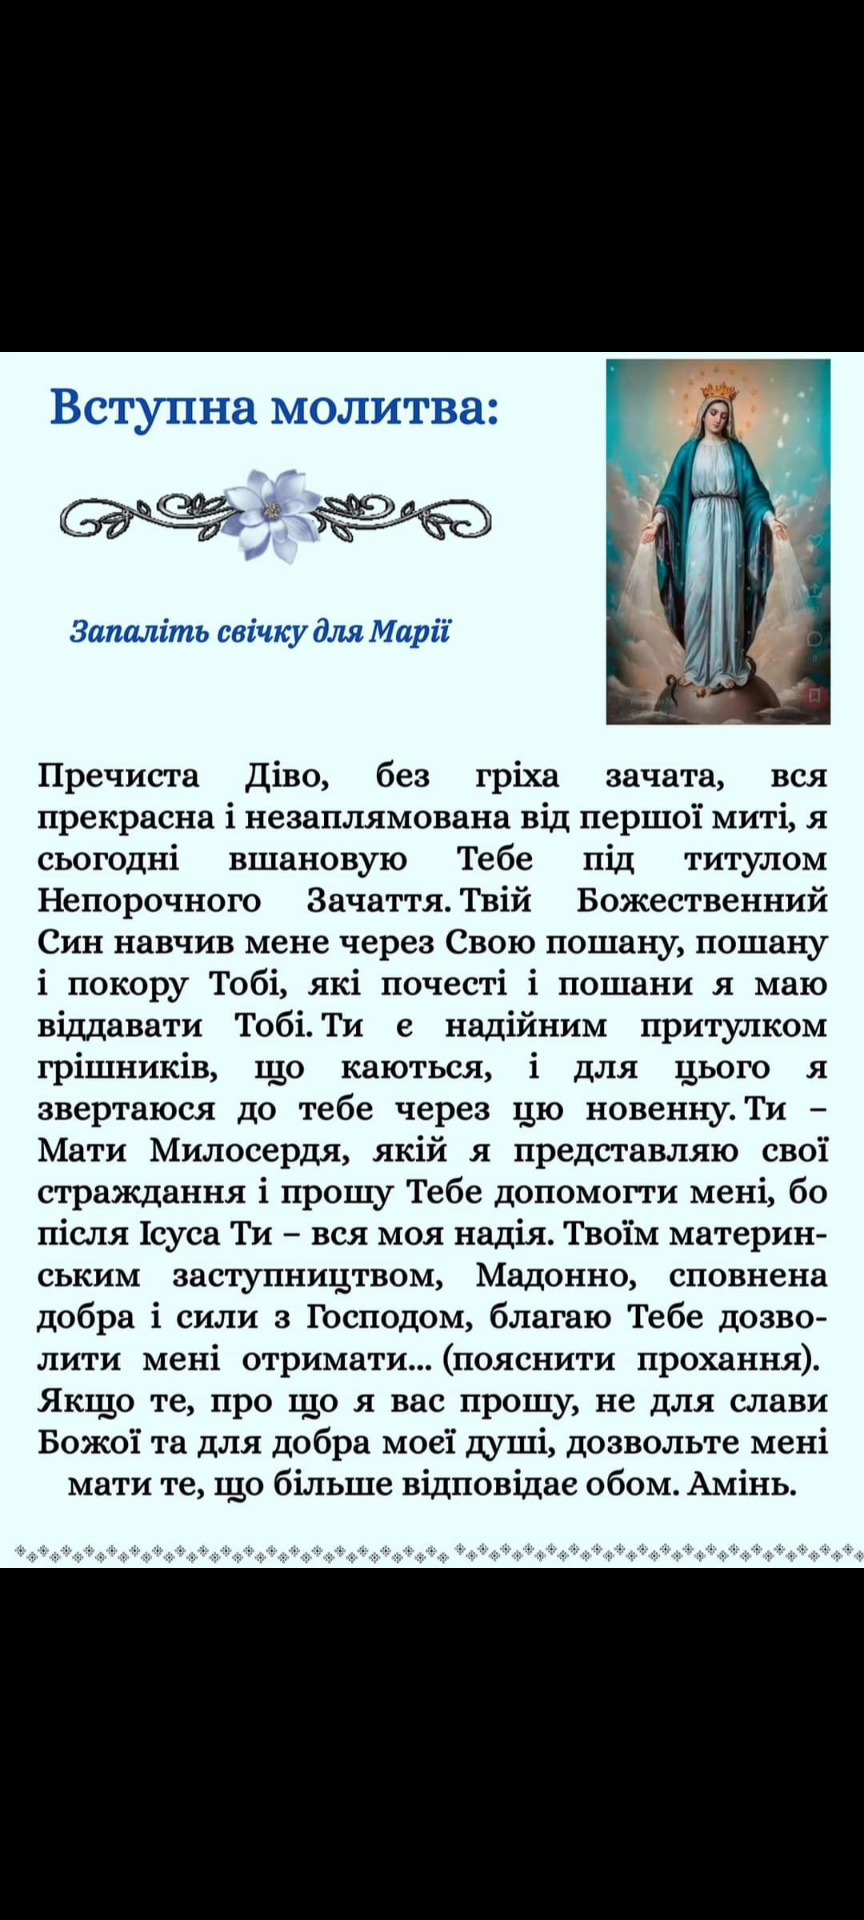 Вступна молитва:
Запаліть свічку для Марії
Пречиста Діво, без гріха зачата, вся
прекрасна і незаплямована від першої миті, я
сьогодні вшановую Тебе під титулом
Непорочного Зачаття. Твій Божественний
Син навчив мене через Свою пошану, пошану
і покору Тобі, які почесті і пошани я маю
віддавати Тобі. Ти є надійним притулком
грішників, що каються, і для цього я
звертаюся до тебе через цю новенну. Ти –
Мати Милосердя, якій я представляю свої
страждання і прошу Тебе допомогти мені, бо
після Ісуса Ти – вся моя надія. Твоїм материн-
ським заступництвом, Мадонно, сповнена
добра і сили з Господом, благаю Тебе дозво-
лити мені отримати... (пояснити прохання).
Якщо те, про що я вас прошу, не для слави
Божої та для добра моєї душі, дозвольте мені
мати те, що більше відповідає обом. Амінь.